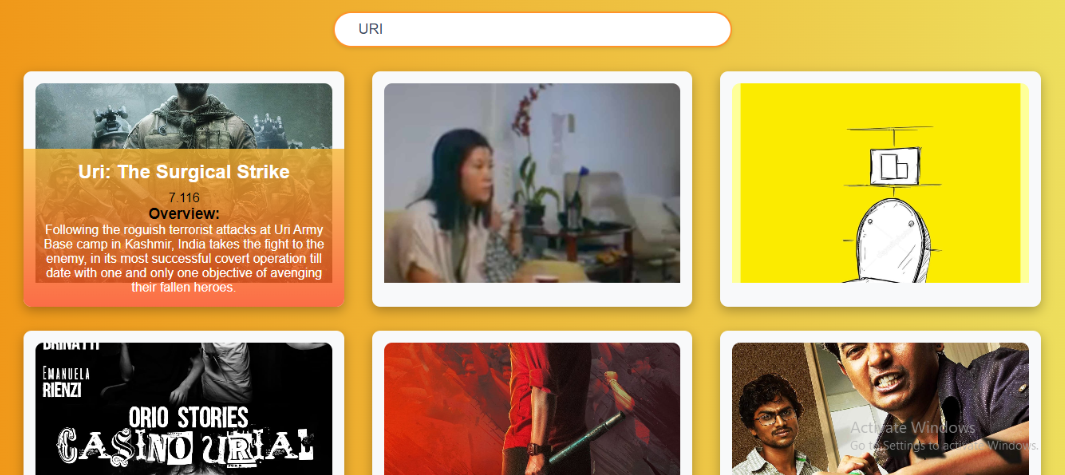 URI
Uri: The Surgical Strike
7.116
Overview:
Following the roguish terrorist attacks at Uri Army
Base camp in Kashmir, India takes the fight to the
enemy, in its most successful covert operation till
date with one and only one objective of avenging
their fallen heroes.
EMANUELA
RIENZI
ORIO STORIES
CASINO URIAL
Activate Windows
Go to Settings to activate Windows.